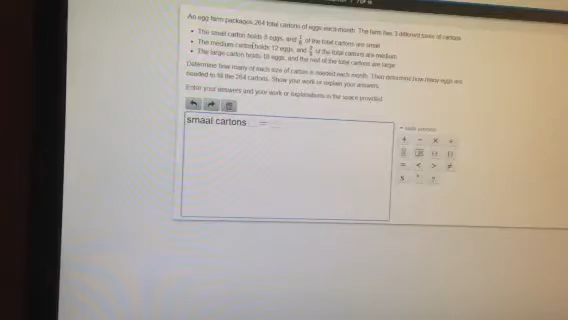 An egg farm packages 264 total cartons of eggs each month. The farm has 3 different sizes of cartons.
• The small carton holds 8 eggs, and of the total cartons are small
• The medium carton holds 12 eggs, and of the total cartons are medium
• The large carton holds 18 eggs, and the rest of the total cartons are large
Determine how many of each size of carton is needed each month. Then determine how many eggs are
needed to fill the 264 cartons. Show your work or explain your answers.
Enter your answers and your work or explanations in the space provided.
smaal cartons =
+ − ×
= < > ≠
$ °